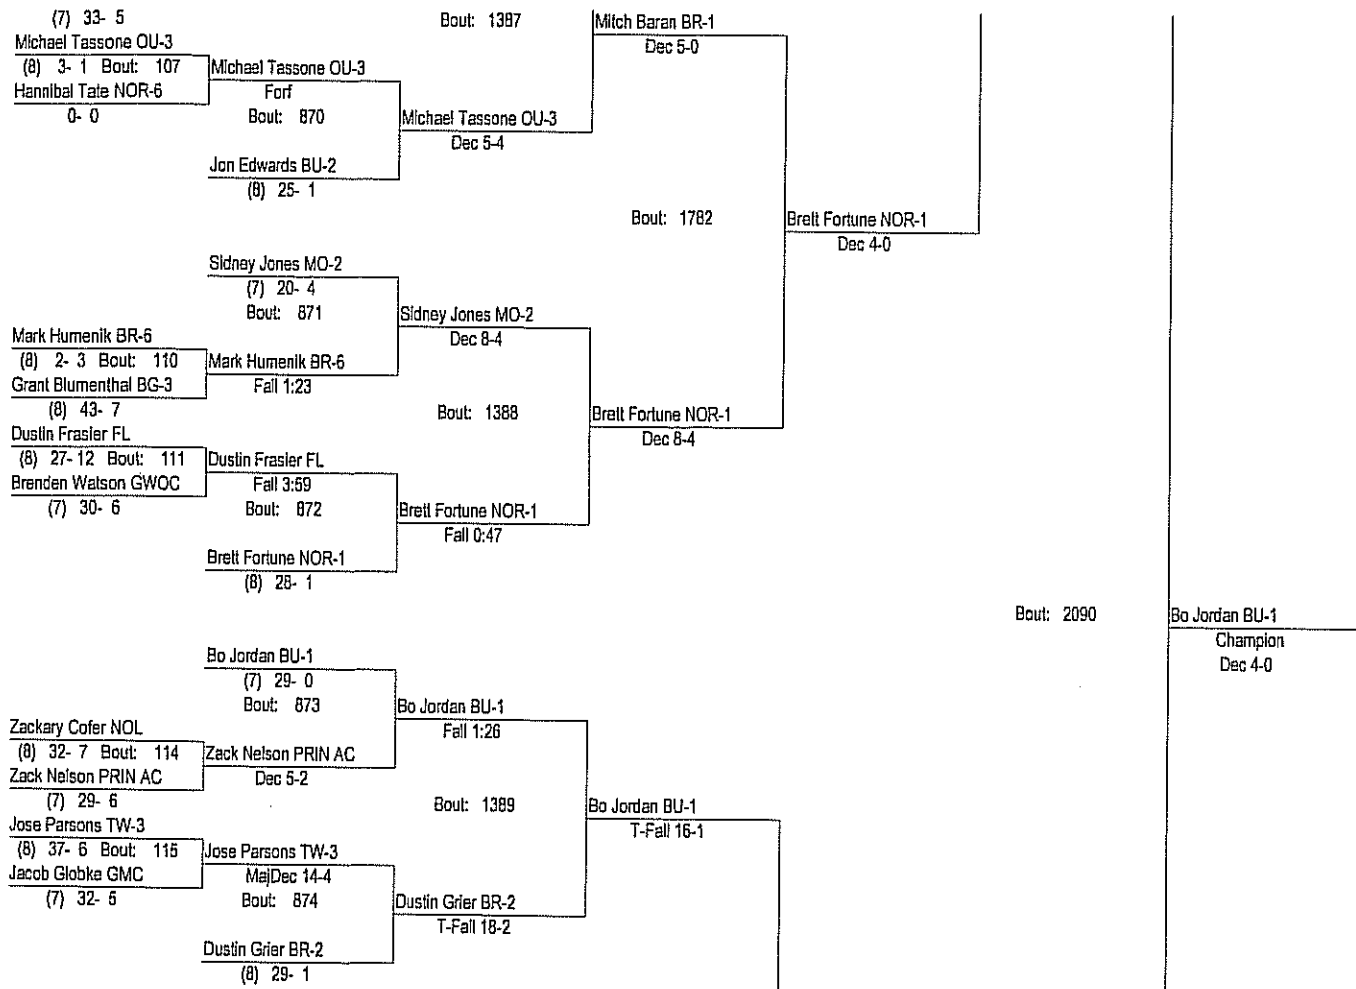 (7) 33- 5
Michael Tassone OU-3
(8) 3- 1 Bout: 107
Hannibal Tate NOR-6
0- 0
Michael Tassone OU-3
Forf
Bout: 870
Jon Edwards BU-2
(8) 25- 1
Michael Tassone OU-3
Dec 5-4
Bout: 1387
Mitch Baran BR-1
Dec 5-0
Bout: 1782
Brett Fortune NOR-1
Dec 4-0
Sidney Jones MO-2
(7) 20- 4
Bout: 871
Mark Humenik BR-6
(8) 2- 3 Bout: 110
Grant Blumenthal BG-3
(8) 43- 7
Mark Humenik BR-6
Fall 1:23
Sidney Jones MO-2
Dec 8-4
Bout: 1388
Brett Fortune NOR-1
Dec 8-4
Dustin Frasier FL
(8) 27- 12 Bout: 111
Brenden Watson GWOC
(7) 30- 6
Dustin Frasier FL
Fall 3:59
Bout: 872
Brett Fortune NOR-1
(8) 28- 1
Brett Fortune NOR-1
Fall 0:47
Bout: 2090
Bo Jordan BU-1
Champion
Dec 4-0
Bo Jordan BU-1
(7) 29- 0
Bout: 873
Zackary Cofer NOL
(8) 32- 7 Bout: 114
Zack Nelson PRIN AC
(7) 29- 6
Zack Nelson PRIN AC
Dec 5-2
Bo Jordan BU-1
Fall 1:26
Bout: 1389
Bo Jordan BU-1
T-Fall 16-1
Jose Parsons TW-3
(8) 37- 6 Bout: 115
Jacob Globke GMC
(7) 32- 5
Jose Parsons TW-3
MajDec 14-4
Bout: 874
Dustin Grier BR-2
(8) 29- 1
Dustin Grier BR-2
T-Fall 18-2